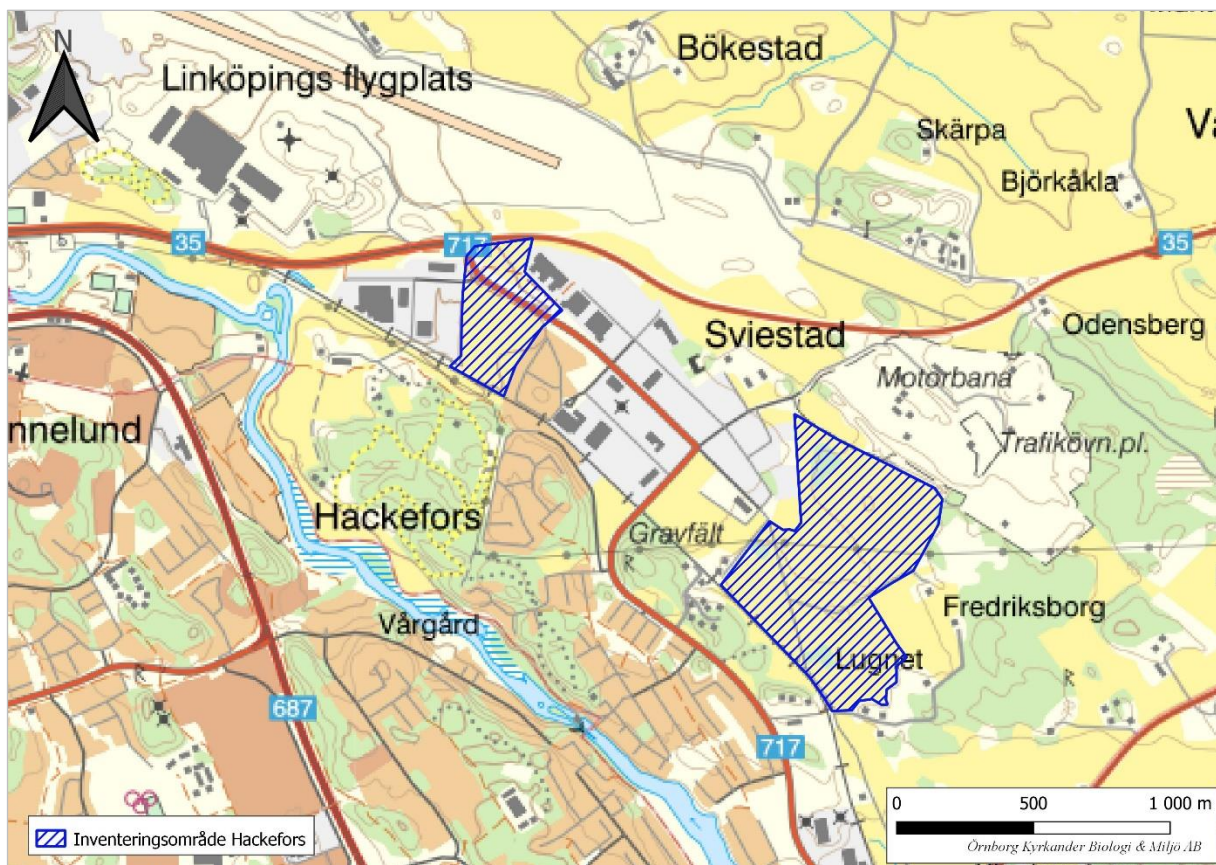 N
Linköpings flygplats
Bökestad
Skärpa
Björkåkla
Va
35
717
35
Odensberg
Sviestad
Motorbana
Trafikövn.pl.
nnelund
Hackefors
Gravfält
Vårgård
Fredriksborg
Lugnet
687
717
Inventeringsområde Hackefors
0 500 1 000 m
Örnborg Kyrkander Biologi & Miljö AB